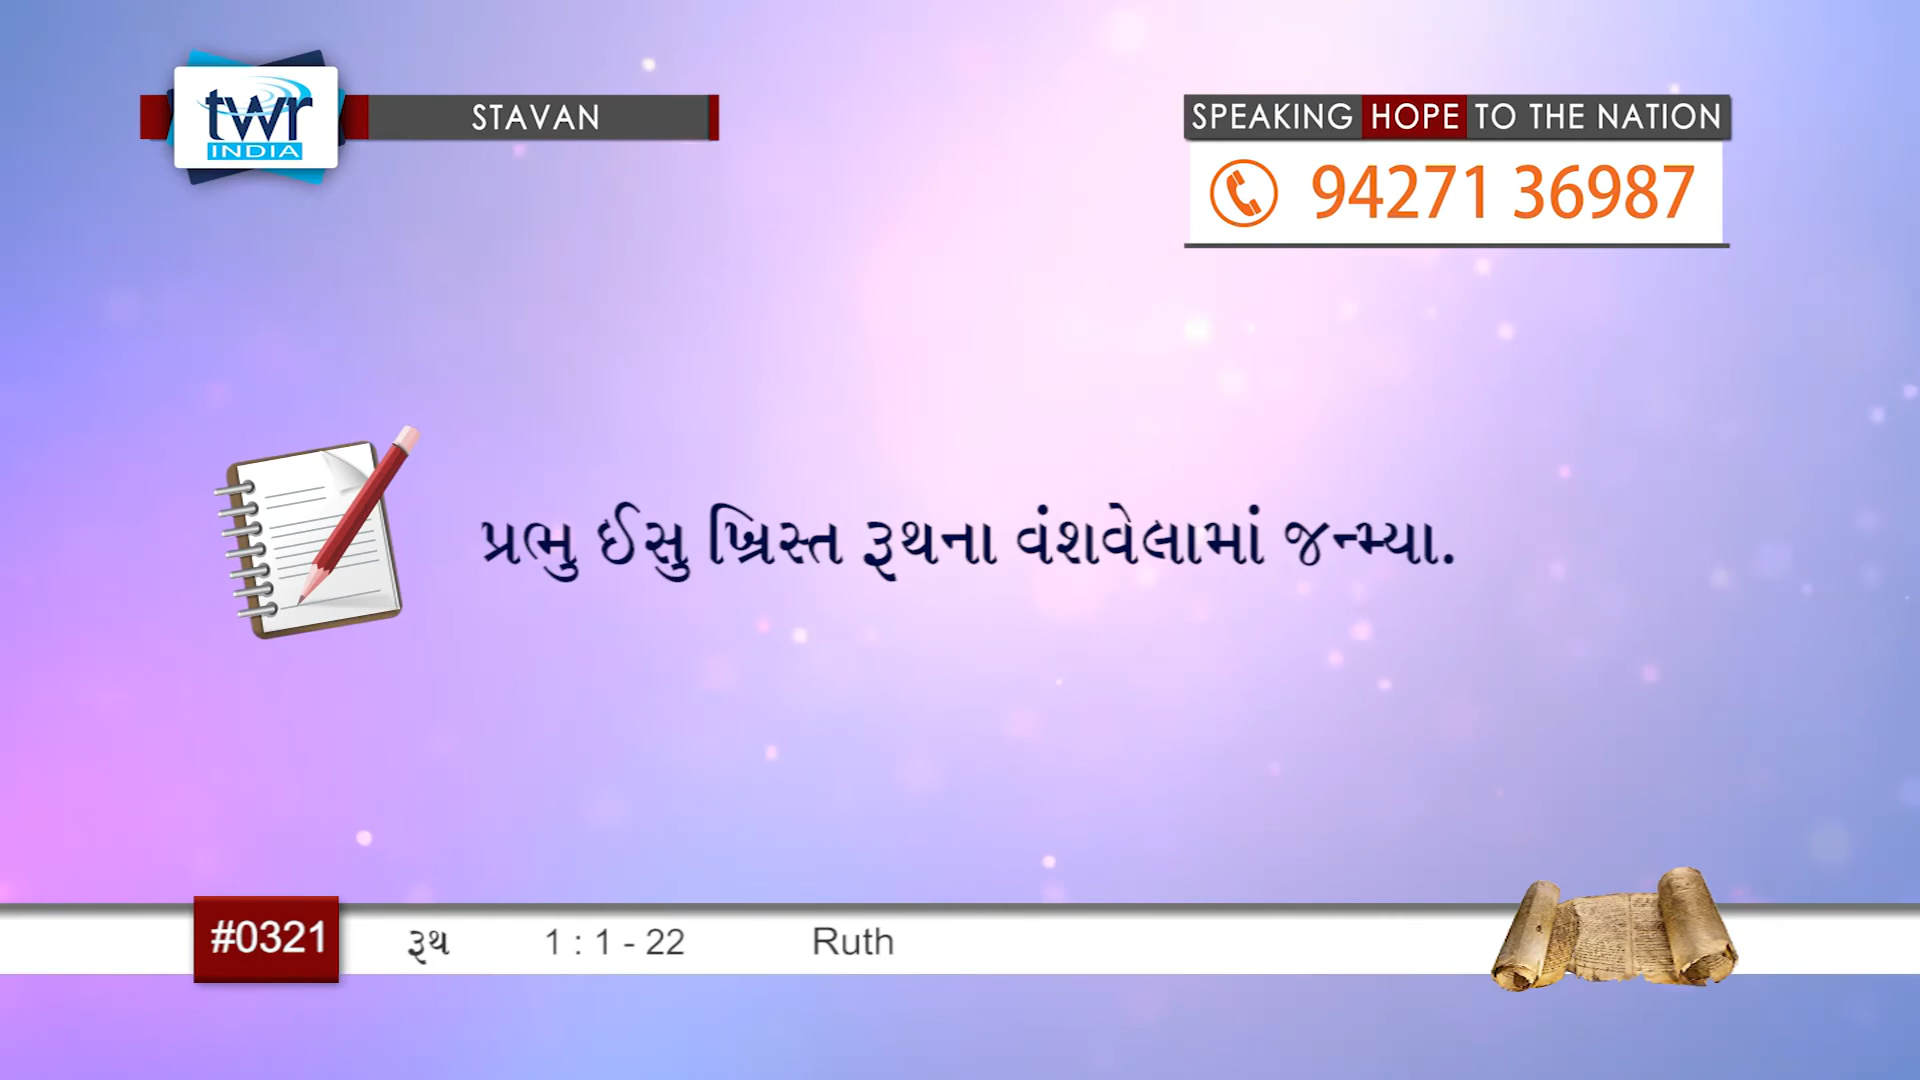 twr
INDIA
STAVAN
SPEAKING HOPE TO THE NATION
94271 36987
પ્રભુ ઈસુ ખ્રિસ્ત રૂથના વંશવેલામાં જન્મ્યા.
#0321 રૂથ 1 : 1 - 22 Ruth